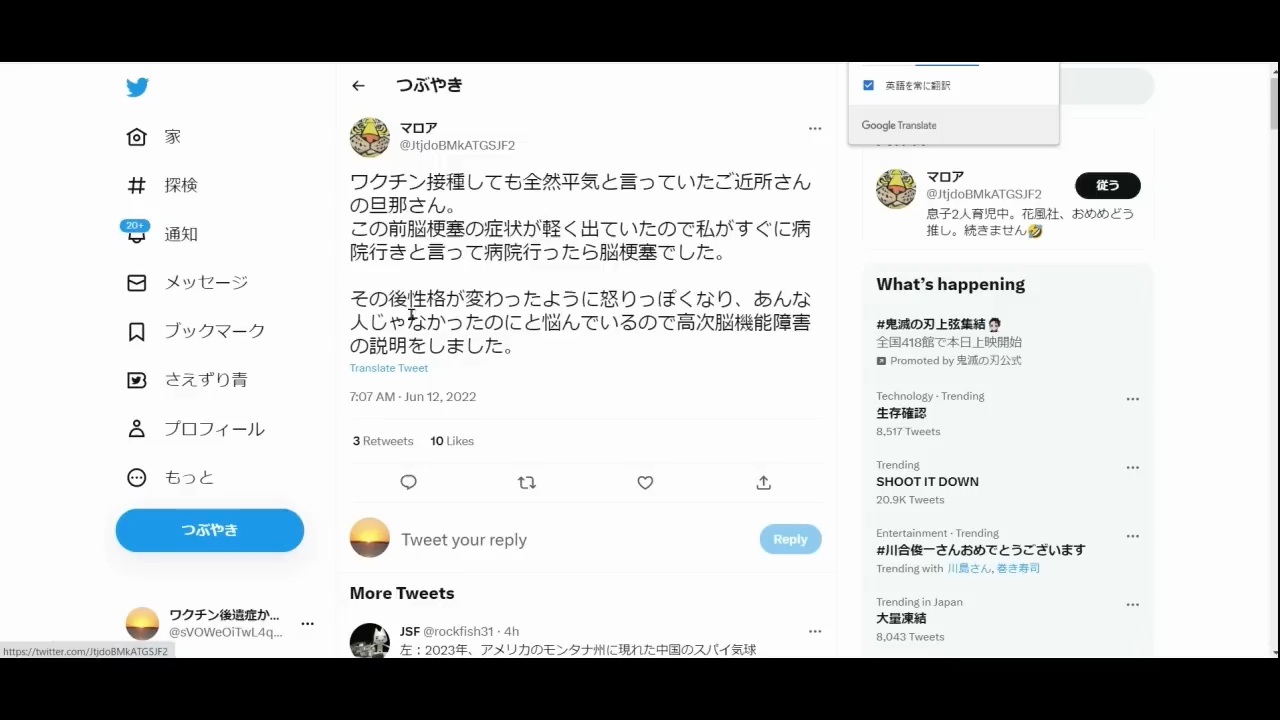 家
探検
20+
通知
メッセージ
ブックマーク
さえずり青
プロフィール
もっと
つぶやき
ワクチン後遺症か...
@sVOWeOiTwL4q...
https://twitter.com/JtjdoBMkATGSJF2
つぶやき
マロア
@JtjdoBMkATGSJF2
ワクチン接種しても全然平気と言っていたご近所さん
の旦那さん。
この前脳梗塞の症状が軽く出ていたので私がすぐに病
院行きと言って病院行ったら脳梗塞でした。
その後性格が変わったように怒りっぽくなり、あんな
人じゃなかったのにと悩んでいるので高次脳機能障害
の説明をしました。
Translate Tweet
7:07 AM · Jun 12, 2022
3 Retweets 10 Likes
Tweet your reply
Reply
More Tweets
JSF @rockfish31 · 4h
左：2023年、アメリカのモンタナ州に現れた中国のスパイ気球
英語を常に翻訳
Google Translate
マロア
@JtjdoBMkATGSJF2
従う
息子2人育児中。花風社、おめめどう
推し。続きません🤣
What's happening
#鬼滅の刃上弦集結
全国418館で本日上映開始
Promoted by 鬼滅の刃公式
Technology · Trending
生存確認
8,517 Tweets
Trending
SHOOT IT DOWN
20.9K Tweets
Entertainment · Trending
#川合俊一さんおめでとうございます
Trending with 川島さん, 巻き寿司
Trending in Japan
大量凍結
8,043 Tweets